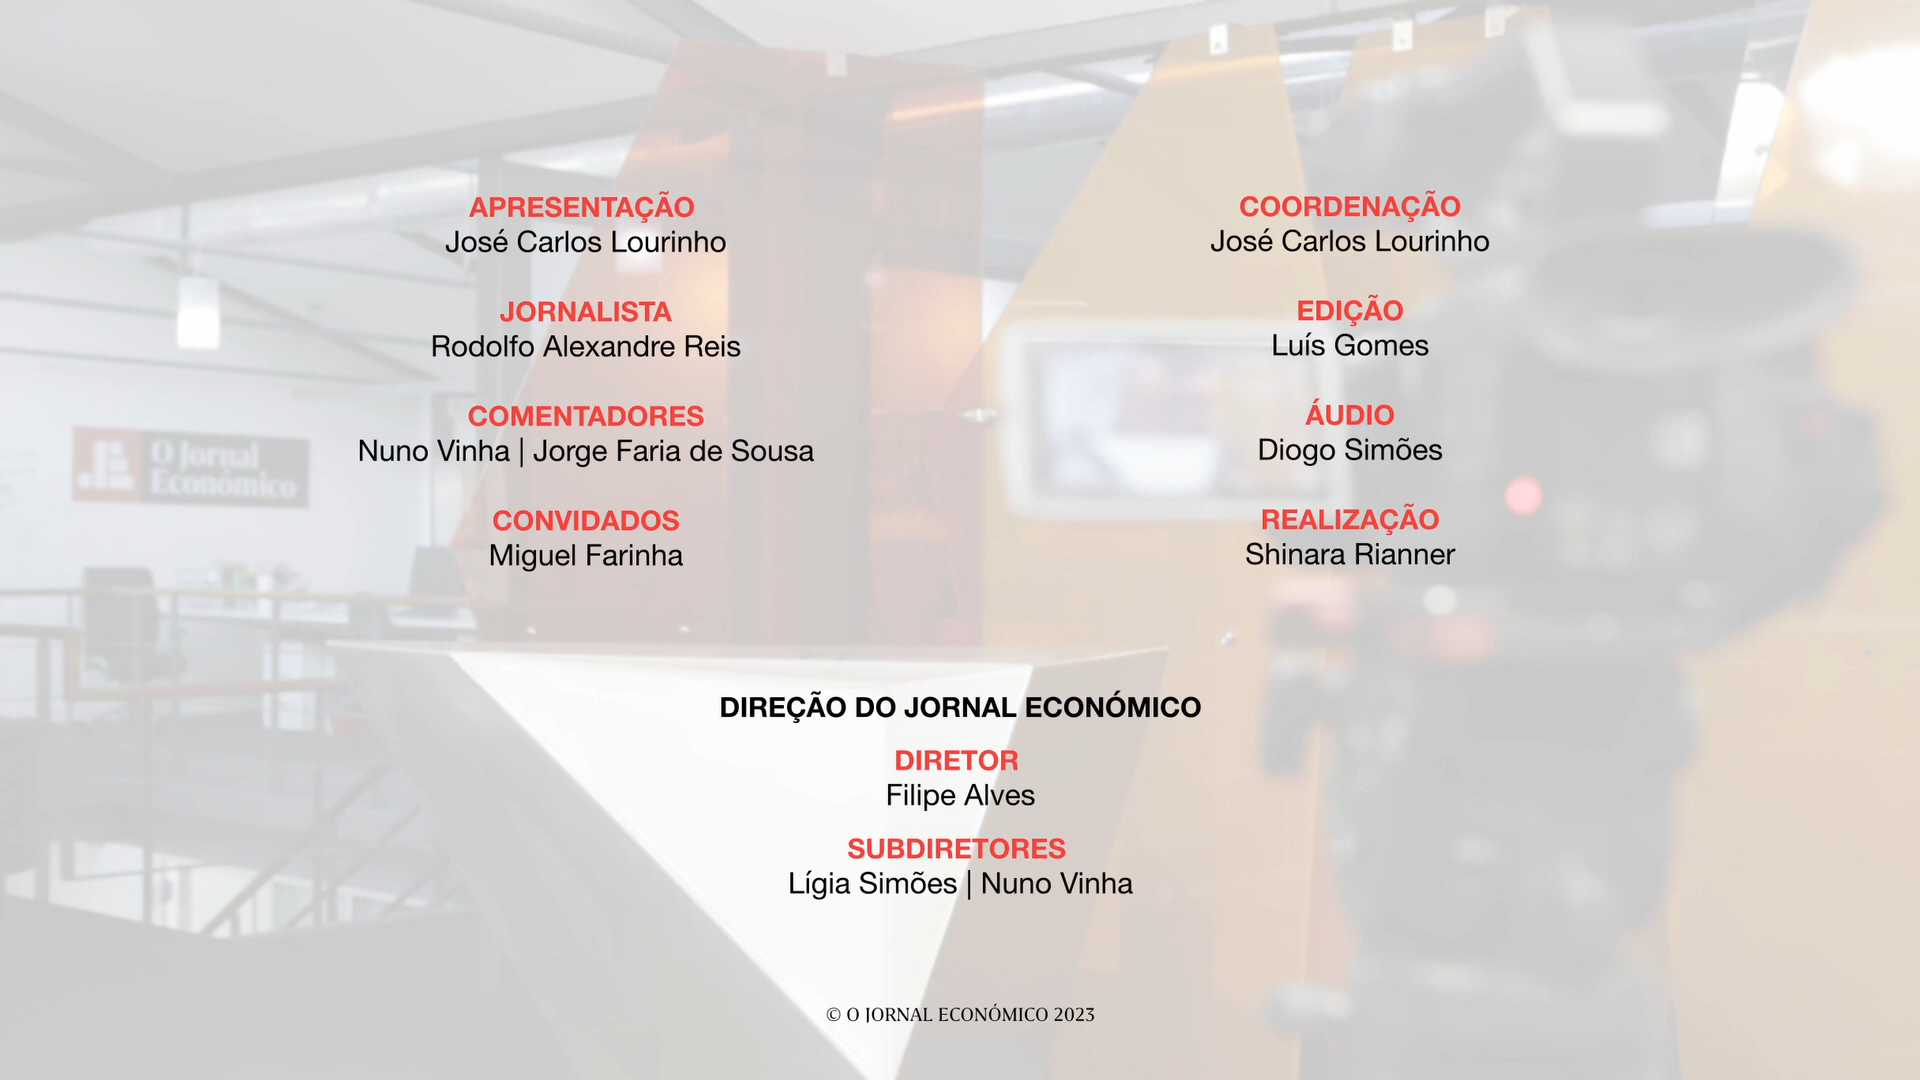 APRESENTAÇÃO
José Carlos Lourinho
JORNALISTA
Rodolfo Alexandre Reis
COMENTADORES
Nuno Vinha | Jorge Faria de Sousa
CONVIDADOS
Miguel Farinha
COORDENAÇÃO
José Carlos Lourinho
EDIÇÃO
Luís Gomes
ÁUDIO
Diogo Simões
REALIZAÇÃO
Shinara Rianner
O Jornal
Económico
DIREÇÃO DO JORNAL ECONÓMICO
DIRETOR
Filipe Alves
SUBDIRETORES
Lígia Simões | Nuno Vinha
© O JORNAL ECONÓMICO 2023